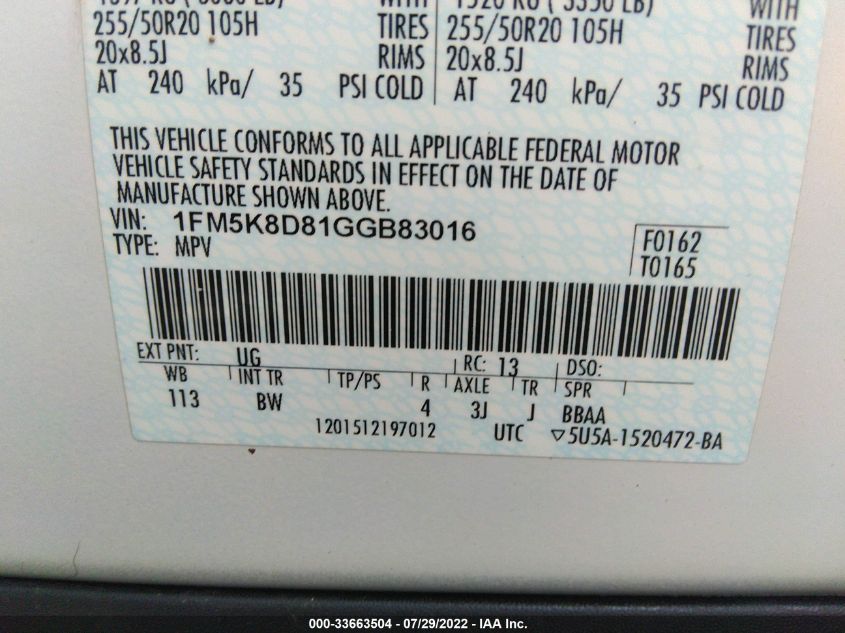 WITH WITH
255/50R20 105H TIRES 255/50R20 105H TIRES
20x8.5J RIMS 20x8.5J RIMS
AT 240 kPa/ 35 PSI COLD AT 240 kPa/ 35 PSI COLD
THIS VEHICLE CONFORMS TO ALL APPLICABLE FEDERAL MOTOR
VEHICLE SAFETY STANDARDS IN EFFECT ON THE DATE OF
MANUFACTURE SHOWN ABOVE.
VIN: 1FM5K8D81GGB83016
TYPE: MPV
F0162
T0165
EXT PNT: UG RC: 13 DSO:
WB INT TR TP/PS R AXLE TR SPR
113 BW 4 3J J BBAA
1201512197012 UTC ▽5U5A-1520472-BA
000-33663504 - 07/29/2022 - IAA Inc.